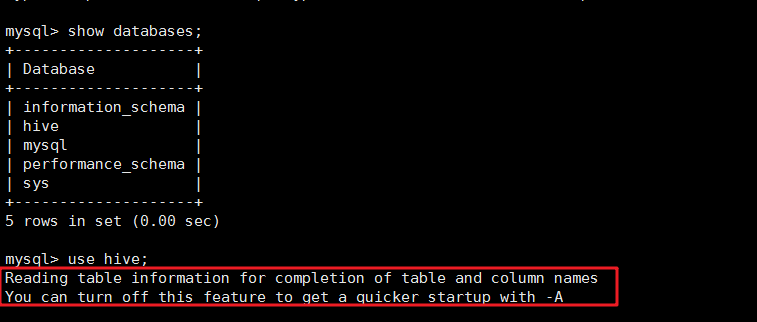 mysql> show databases;
+--------------------+
| Database           |
+--------------------+
| information_schema |
| hive               |
| mysql              |
| performance_schema |
| sys                |
+--------------------+
5 rows in set (0.00 sec)
mysql> use hive;
Reading table information for completion of table and column names
You can turn off this feature to get a quicker startup with -A